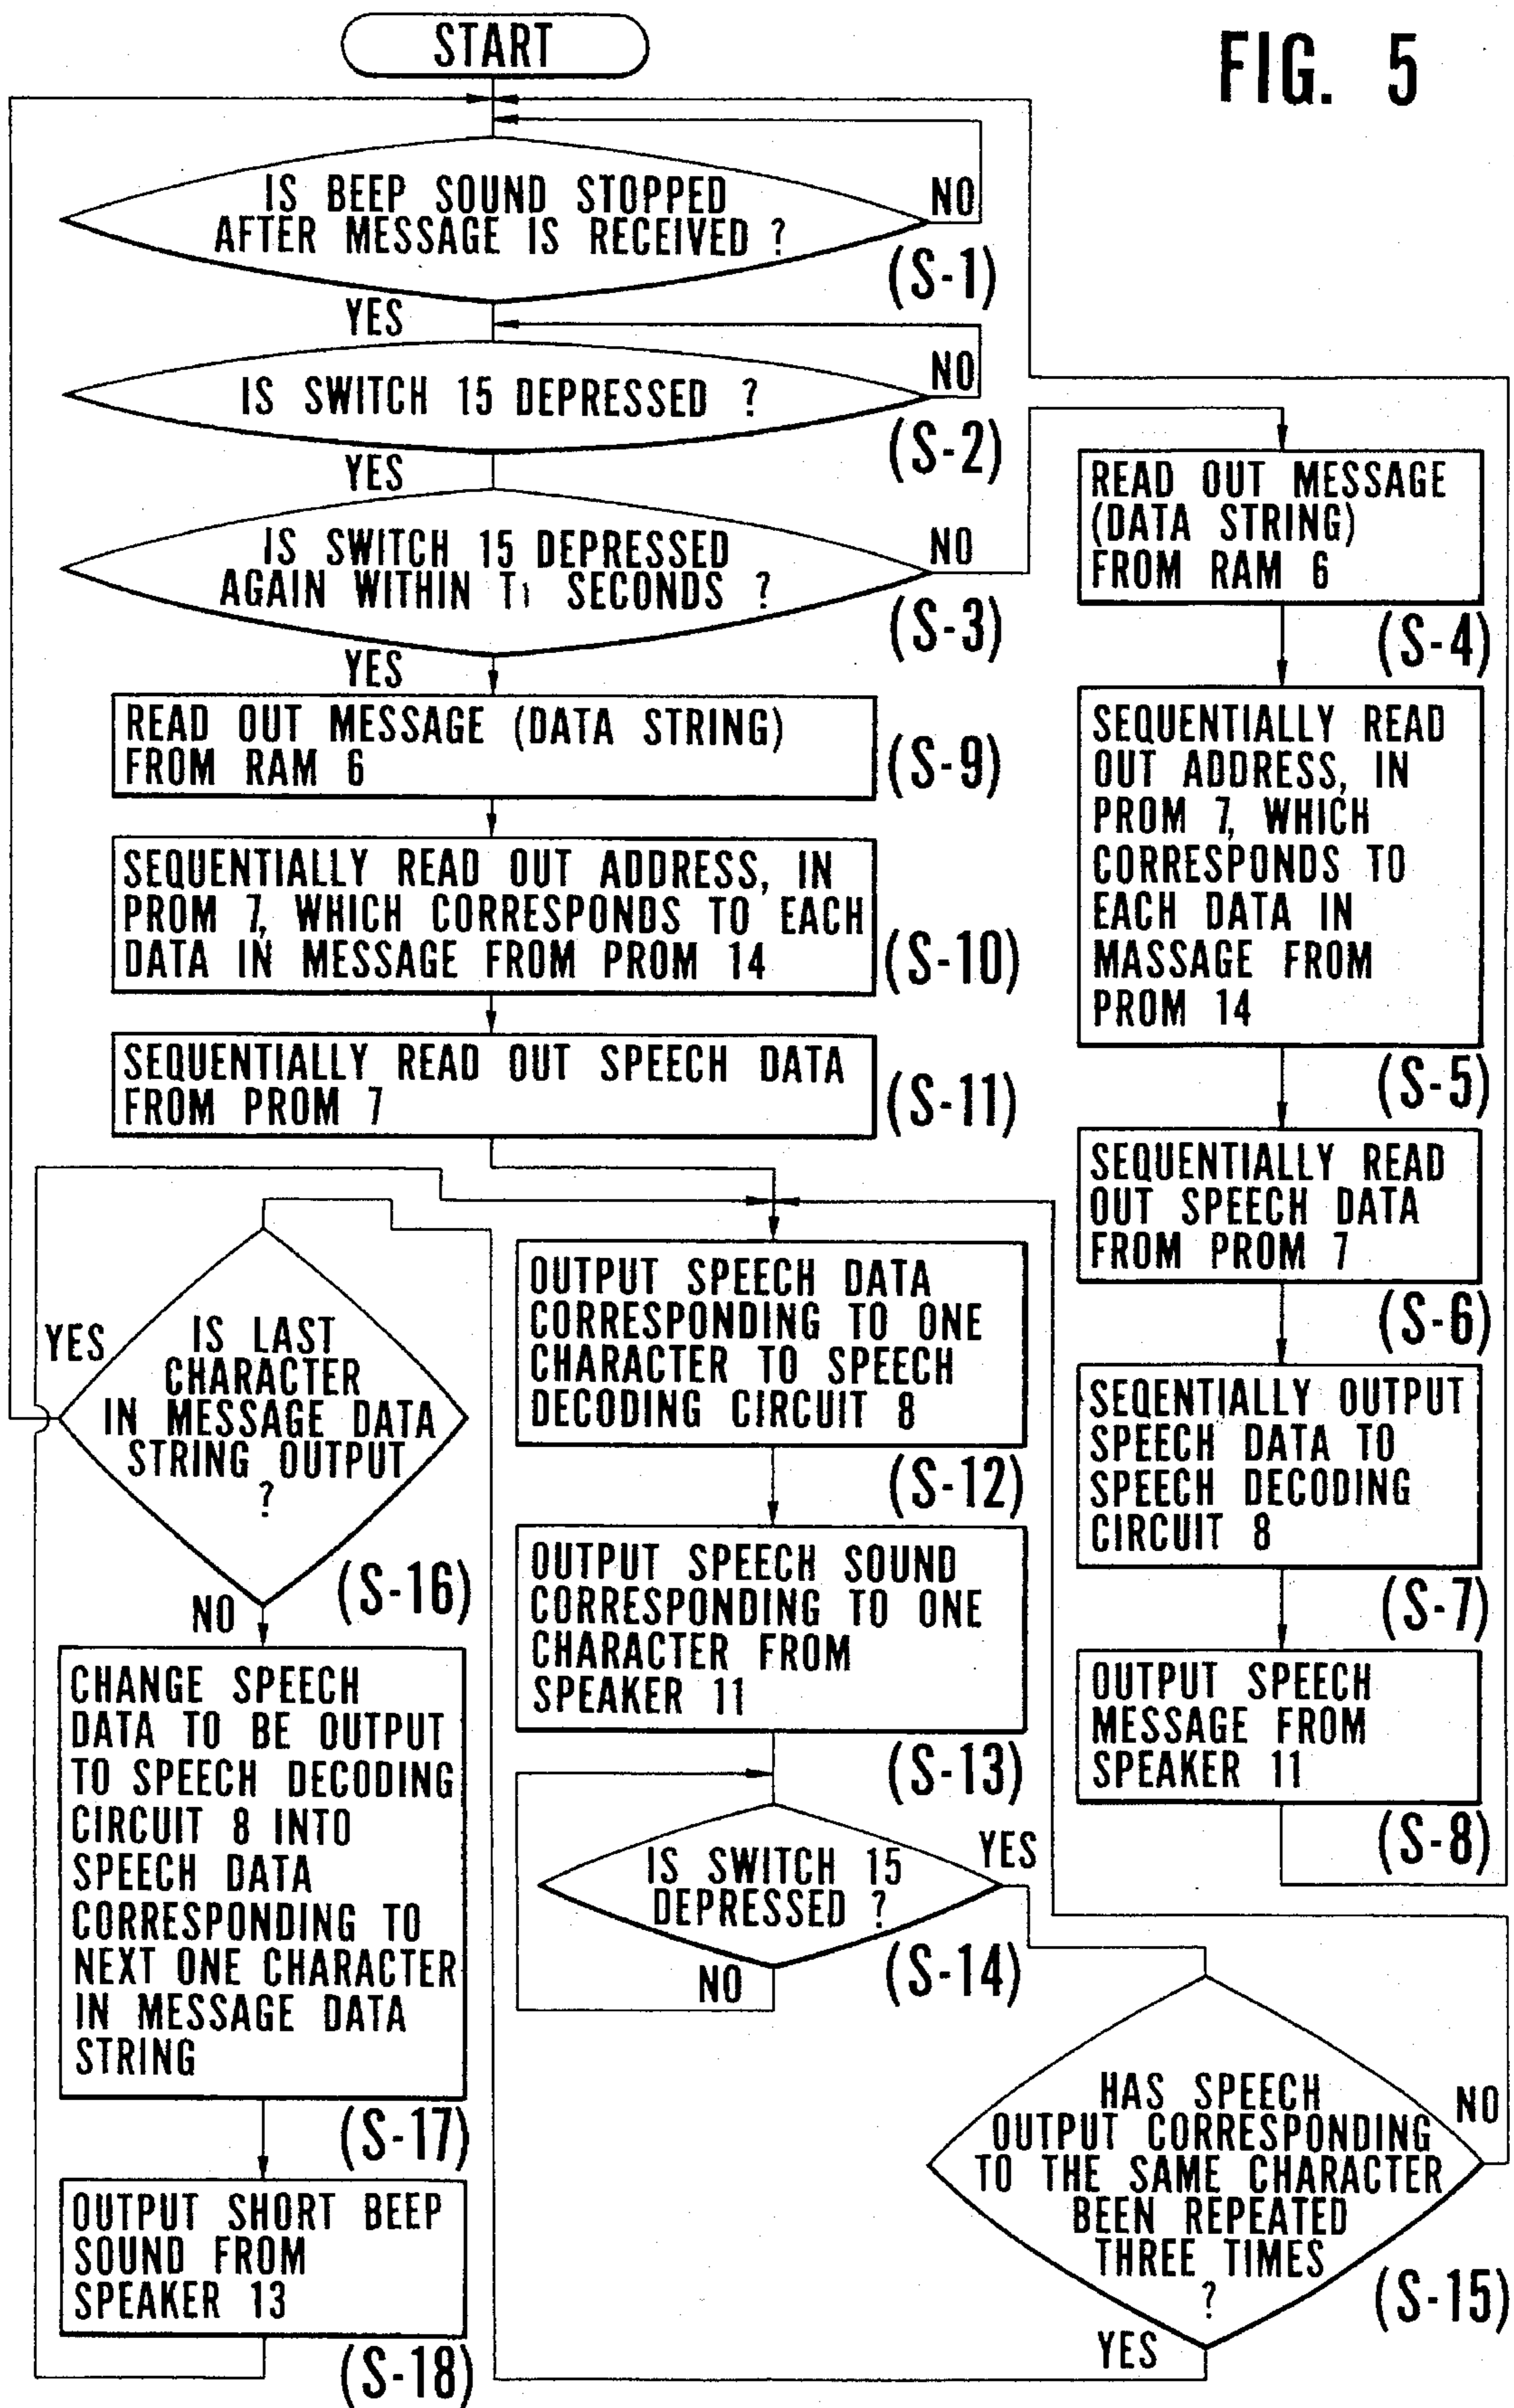 FIG. 5
START
IS BEEP SOUND STOPPED
AFTER MESSAGE IS RECEIVED ?
NO
(S-1)
YES
IS SWITCH 15 DEPRESSED ?
NO
(S-2)
YES
IS SWITCH 15 DEPRESSED
AGAIN WITHIN T1 SECONDS ?
NO
(S-3)
YES
READ OUT MESSAGE
(DATA STRING)
FROM RAM 6
(S-4)
SEQUENTIALLY READ
OUT ADDRESS, IN
PROM 7, WHICH
CORRESPONDS TO
EACH DATA IN
MASSAGE FROM
PROM 14
(S-5)
SEQUENTIALLY READ
OUT SPEECH DATA
FROM PROM 7
(S-6)
SEQENTIALLY OUTPUT
SPEECH DATA TO
SPEECH DECODING
CIRCUIT 8
(S-7)
OUTPUT SPEECH
MESSAGE FROM
SPEAKER 11
(S-8)
READ OUT MESSAGE (DATA STRING)
FROM RAM 6
(S-9)
SEQUENTIALLY READ OUT ADDRESS, IN
PROM 7, WHICH CORRESPONDS TO EACH
DATA IN MESSAGE FROM PROM 14
(S-10)
SEQUENTIALLY READ OUT SPEECH DATA
FROM PROM 7
(S-11)
OUTPUT SPEECH DATA
CORRESPONDING TO ONE
CHARACTER TO SPEECH
DECODING CIRCUIT 8
(S-12)
OUTPUT SPEECH SOUND
CORRESPONDING TO ONE
CHARACTER FROM
SPEAKER 11
(S-13)
IS SWITCH 15
DEPRESSED ?
YES
(S-14)
NO
HAS SPEECH
OUTPUT CORRESPONDING
TO THE SAME CHARACTER
BEEN REPEATED
THREE TIMES
?
NO
(S-15)
YES
YES
IS LAST
CHARACTER
IN MESSAGE DATA
STRING OUTPUT
?
(S-16)
NO
CHANGE SPEECH
DATA TO BE OUTPUT
TO SPEECH DECODING
CIRCUIT 8 INTO
SPEECH DATA
CORRESPONDING TO
NEXT ONE CHARACTER
IN MESSAGE DATA
STRING
(S-17)
OUTPUT SHORT BEEP
SOUND FROM
SPEAKER 13
(S-18)